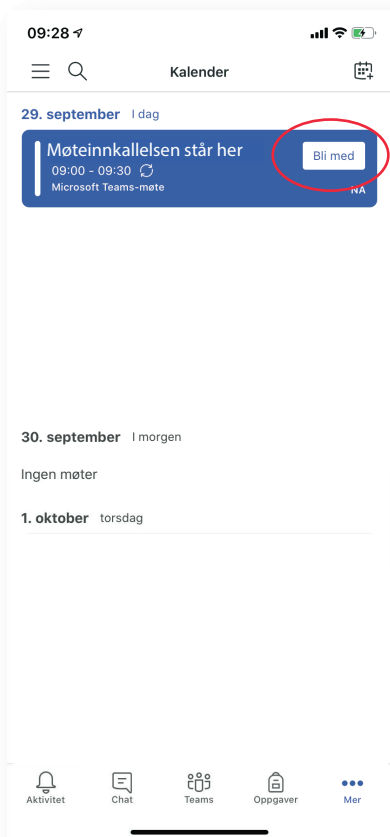 09:28
Kalender
29. september I dag
Møteinnkallelsen står her
Bli med
09:00 - 09:30
Microsoft Teams-møte
NÅ
30. september I morgen
Ingen møter
1. oktober torsdag
Aktivitet Chat Teams Oppgaver Mer